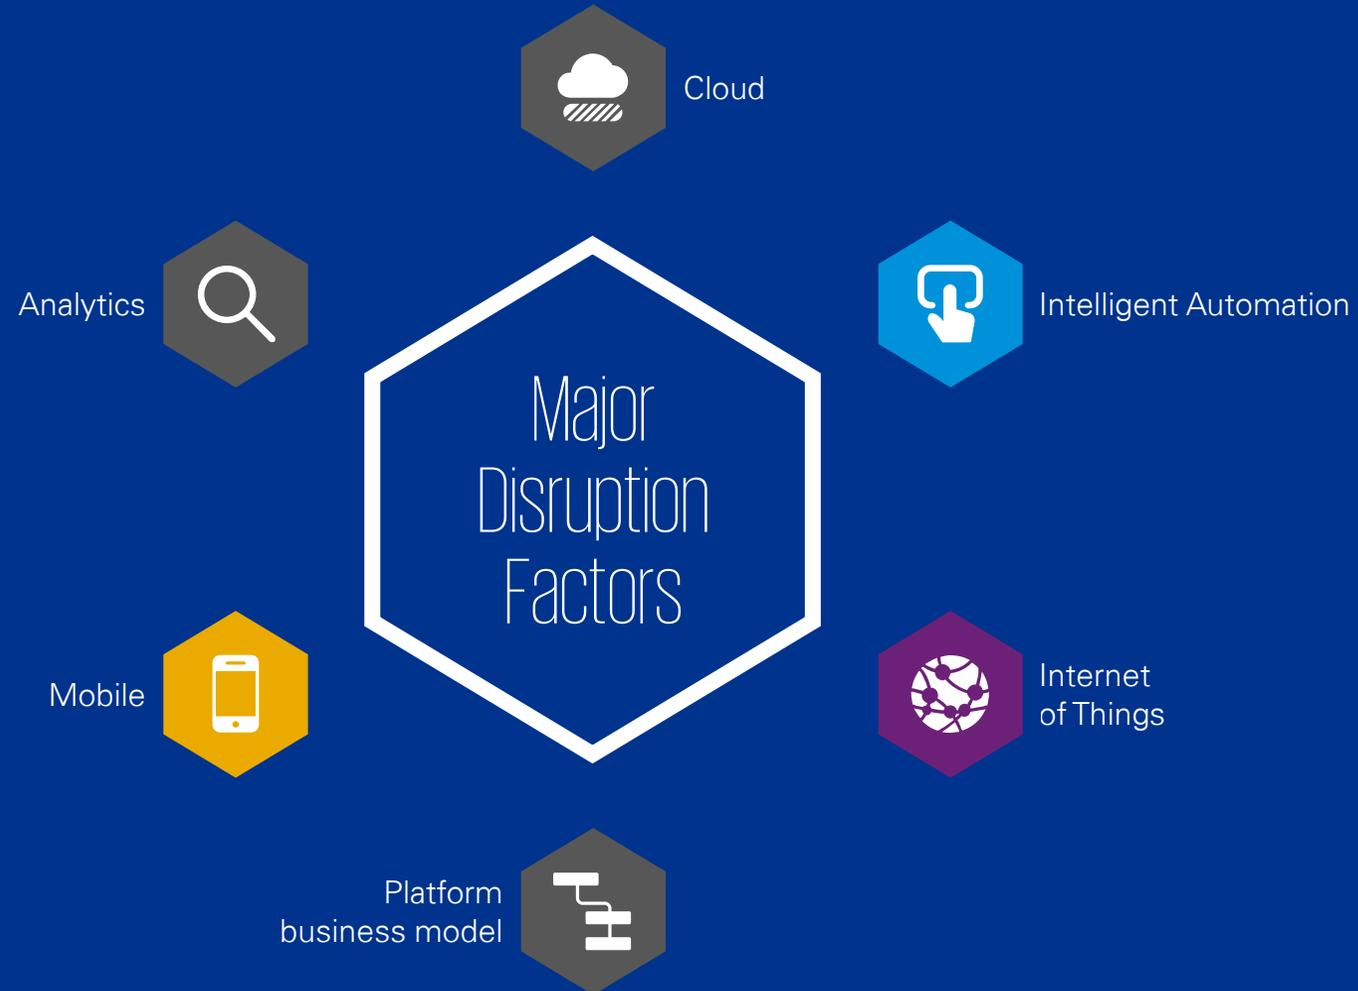 Cloud
Analytics
Intelligent Automation
Major
Disruption
Factors
Mobile
Internet
of Things
Platform
business model